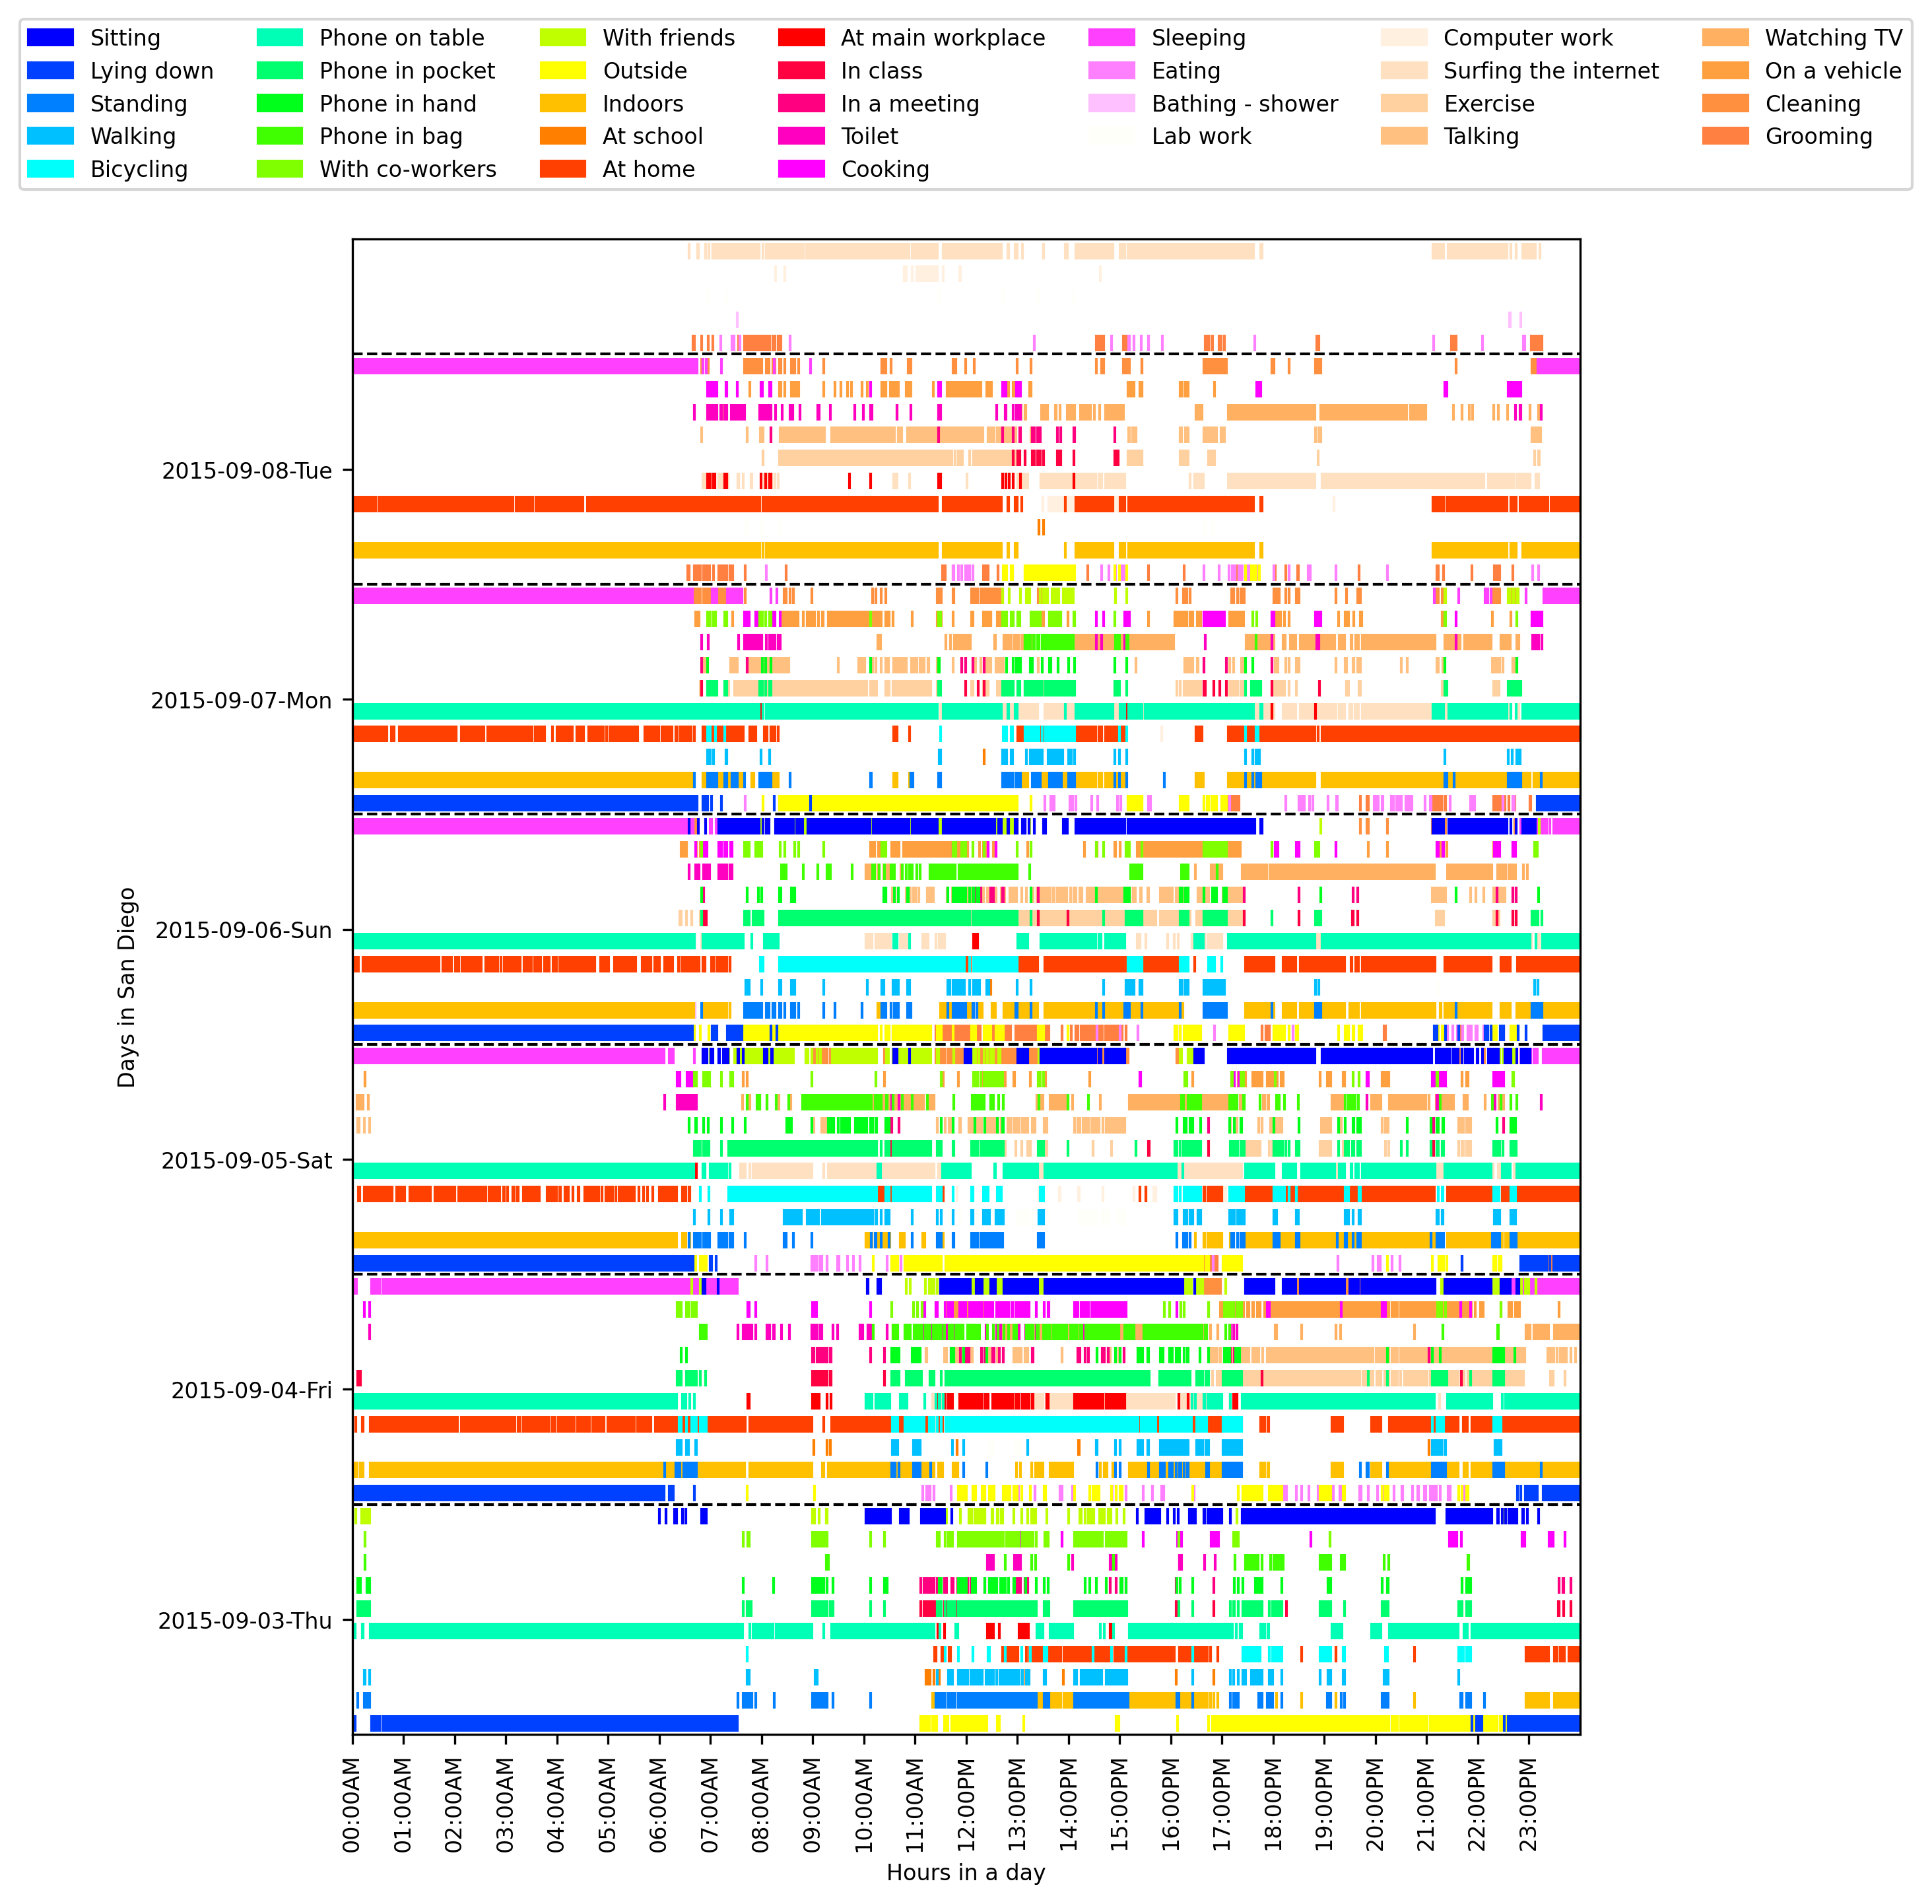 Sitting
Lying down
Standing
Walking
Bicycling
Phone on table
Phone in pocket
Phone in hand
Phone in bag
With co-workers
With friends
Outside
Indoors
At school
At home
At main workplace
In class
In a meeting
Toilet
Cooking
Sleeping
Eating
Bathing - shower
Lab work
Computer work
Surfing the internet
Exercise
Talking
Watching TV
On a vehicle
Cleaning
Grooming
Days in San Diego
2015-09-08-Tue
2015-09-07-Mon
2015-09-06-Sun
2015-09-05-Sat
2015-09-04-Fri
2015-09-03-Thu
00:00AM
01:00AM
02:00AM
03:00AM
04:00AM
05:00AM
06:00AM
07:00AM
08:00AM
09:00AM
10:00AM
11:00AM
12:00PM
13:00PM
14:00PM
15:00PM
16:00PM
17:00PM
18:00PM
19:00PM
20:00PM
21:00PM
22:00PM
23:00PM
Hours in a day